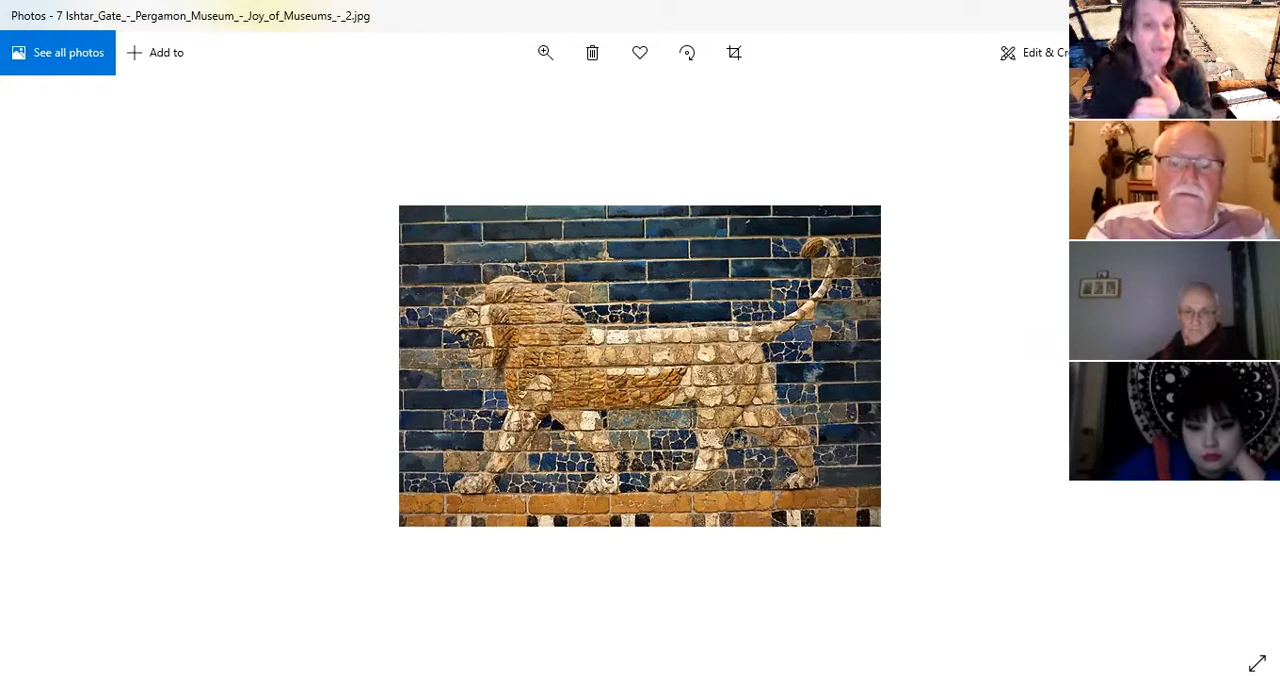 Photos - 7 Ishtar_Gate_-_Pergamon_Museum_-_Joy_of_Museums_-_2.jpg
See all photos
Add to
Edit & Cr